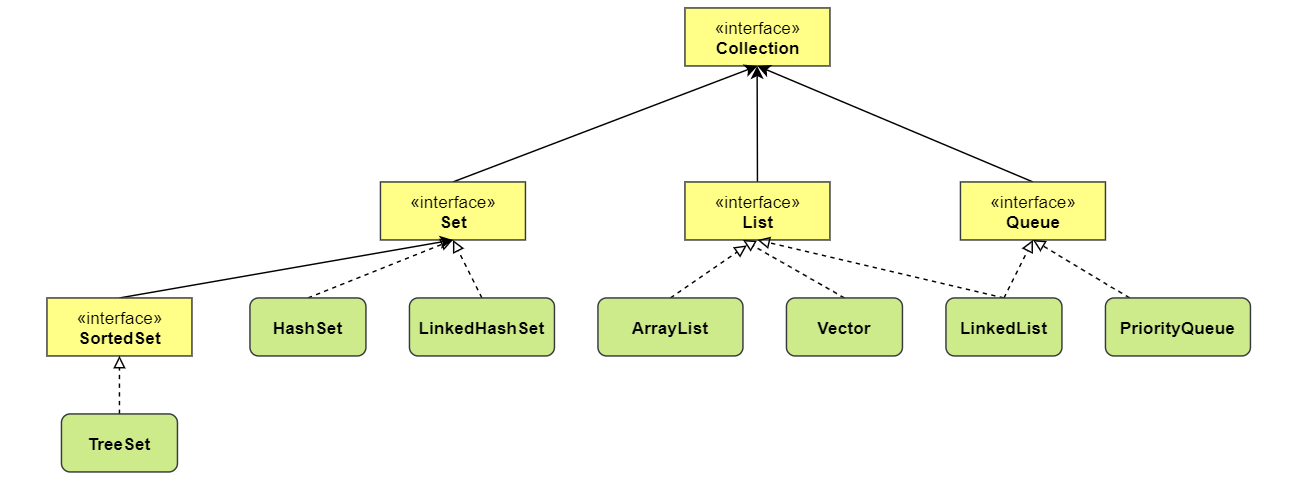 «interface»
Collection
«interface»
Set
«interface»
List
«interface»
Queue
«interface»
SortedSet
HashSet
LinkedHashSet
ArrayList
Vector
LinkedList
PriorityQueue
TreeSet